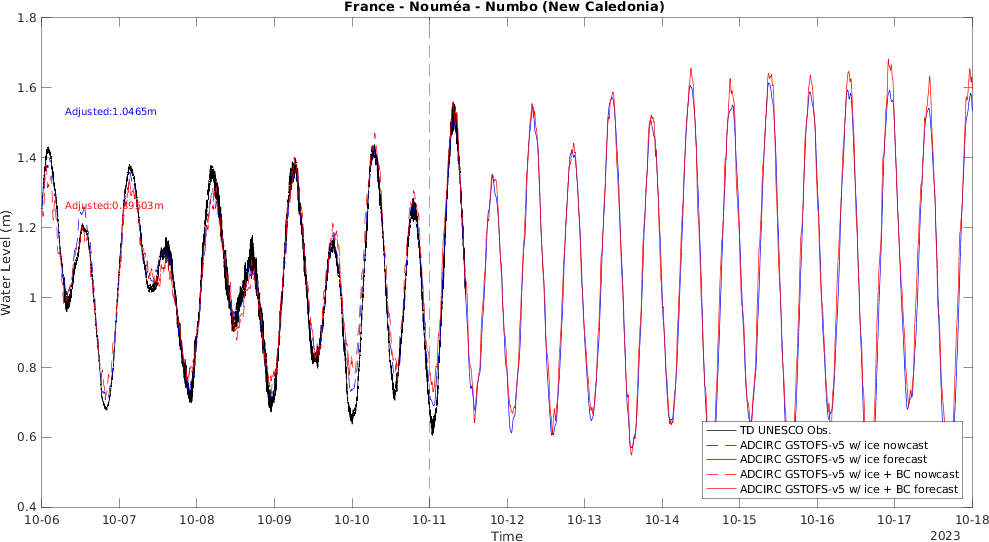 France - Nouméa - Numbo (New Caledonia)
1.8
1.6
1.4
1.2
1
0.8
0.6
0.4
Water Level (m)
Adjusted:1.0465m
TD UNESCO Obs.
ADCIRC GSTOFS-v5 w/ ice nowcast
ADCIRC GSTOFS-v5 w/ ice forecast
ADCIRC GSTOFS-v5 w/ ice + BC nowcast
ADCIRC GSTOFS-v5 w/ ice + BC forecast
10-06 10-07 10-08 10-09 10-10 10-11 10-12 10-13 10-14 10-15 10-16 10-17 10-18
Time
2023